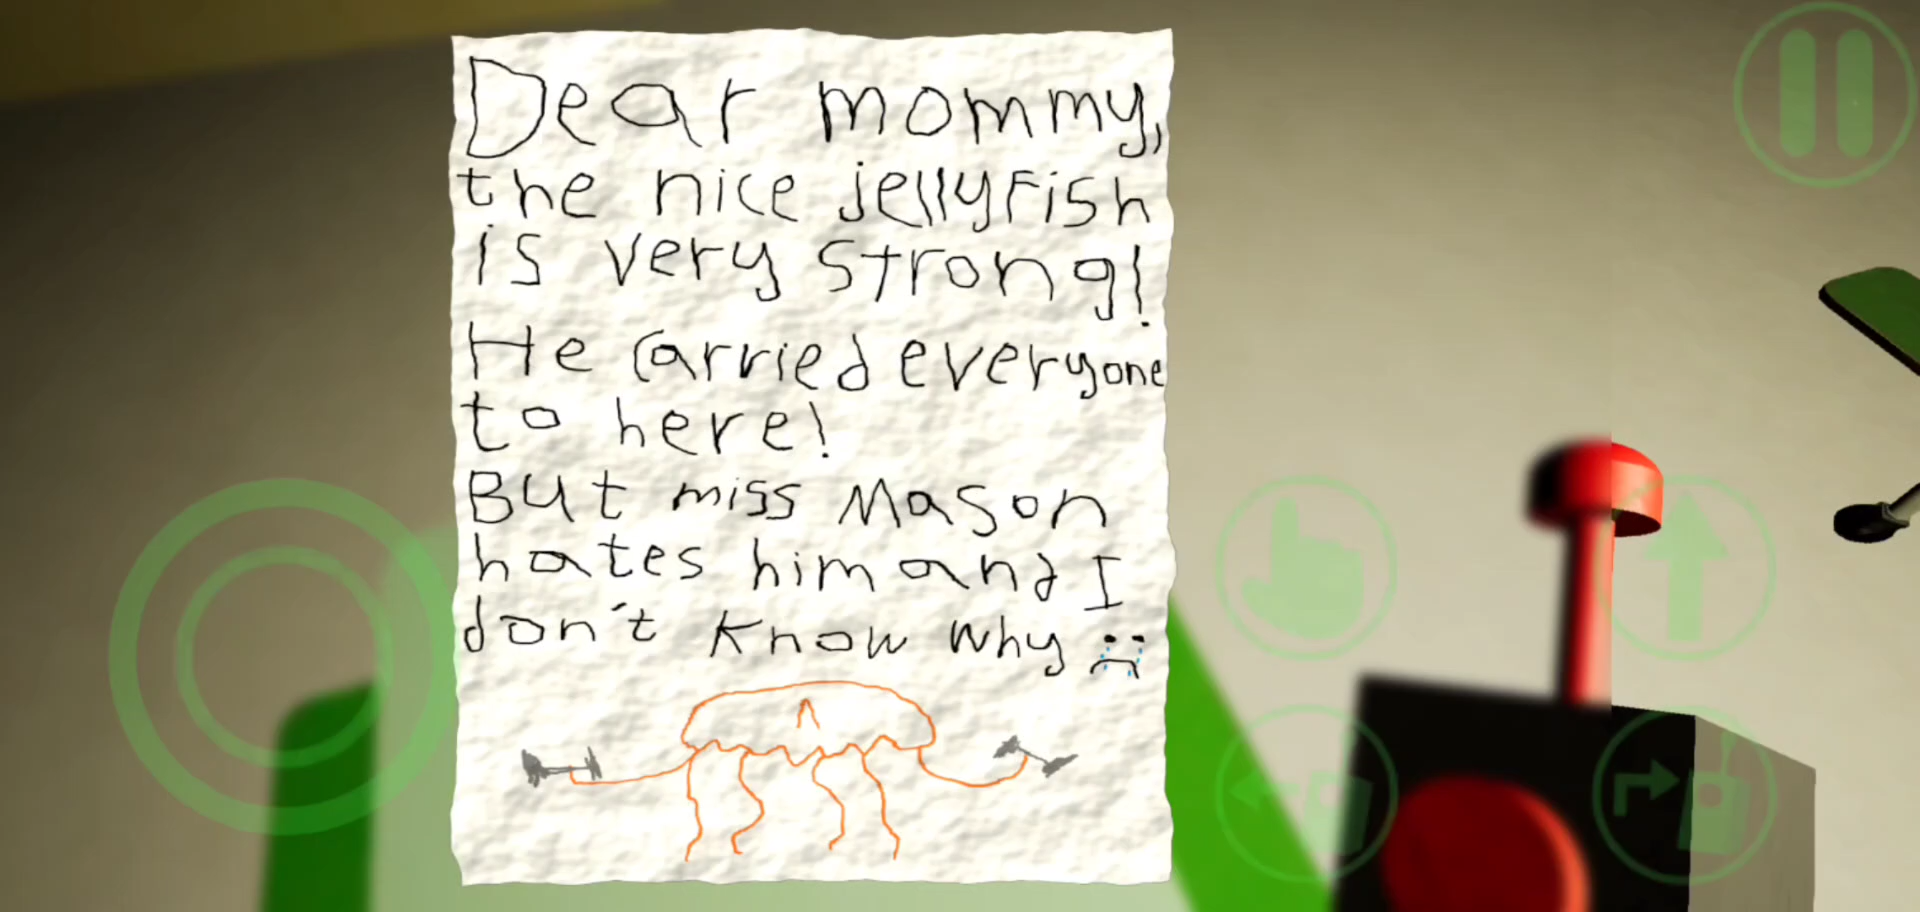 Dear mommy,
the nice jellyfish
is very strong!
He carried everyone
to here!
But miss Mason
hates him and I
don't know why